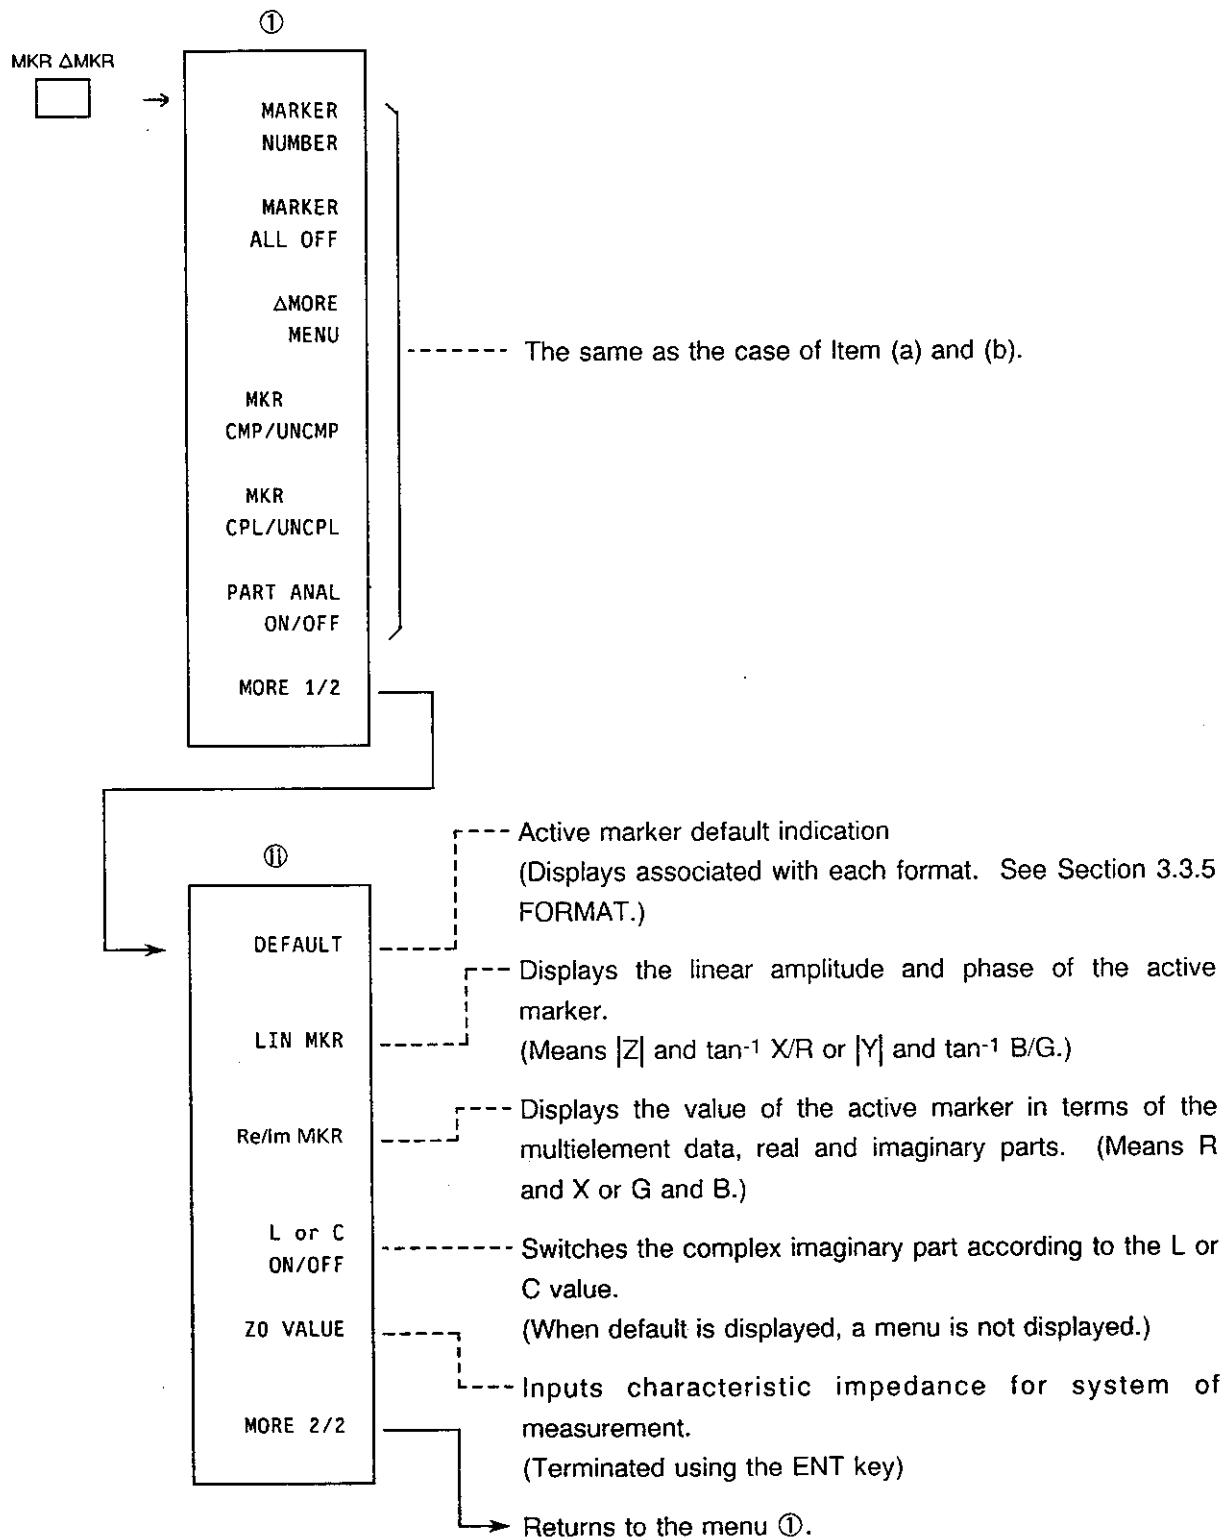 ①
MKR ΔMKR
MARKER
NUMBER
MARKER
ALL OFF
ΔMORE
MENU
MKR
CMP/UNCMP
MKR
CPL/UNCPL
PART ANAL
ON/OFF
MORE 1/2
The same as the case of Item (a) and (b).
⑪
DEFAULT
Active marker default indication
(Displays associated with each format. See Section 3.3.5
FORMAT.)
LIN MKR
Displays the linear amplitude and phase of the active
marker.
(Means |Z| and tan-1 X/R or |Y| and tan-1 B/G.)
Re/Im MKR
Displays the value of the active marker in terms of the
multielement data, real and imaginary parts. (Means R
and X or G and B.)
L or C
ON/OFF
Switches the complex imaginary part according to the L or
C value.
(When default is displayed, a menu is not displayed.)
Z0 VALUE
Inputs characteristic impedance for system of
measurement.
(Terminated using the ENT key)
MORE 2/2
Returns to the menu ①.